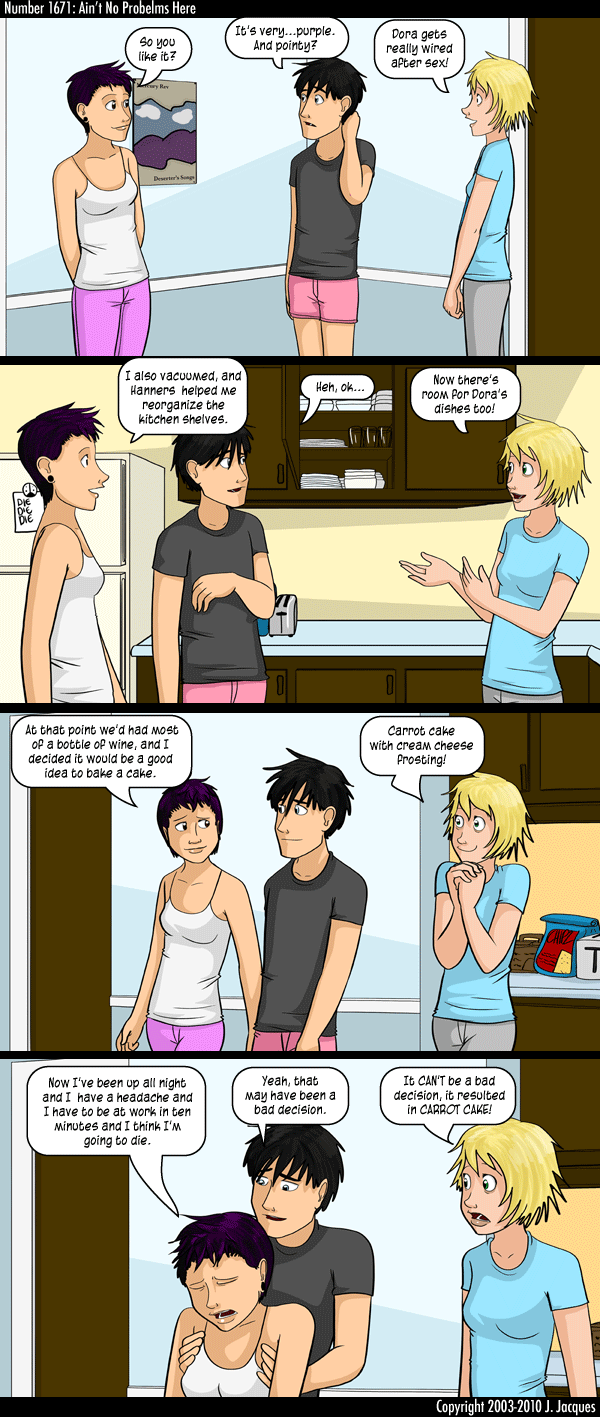 Number 1671: Ain't No Probelms Here
So you
like it?
It's very...purple.
And pointy?
Dora gets
really wired
after sex!
Mercury Rev
Deserter's Songs
I also vacuumed, and
Hanners helped me
reorganize the
kitchen shelves.
Heh, ok...
Now there's
room for Dora's
dishes too!
DIE
DIE
DIE
T
At that point we'd had most
of a bottle of wine, and I
decided it would be a good
idea to bake a cake.
Carrot cake
with cream cheese
frosting!
CHIPZ
T
Now I've been up all night
and I have a headache and
I have to be at work in ten
minutes and I think I'm
going to die.
Yeah, that
may have been a
bad decision.
It CAN'T be a bad
decision, it resulted
in CARROT CAKE!
Copyright 2003-2010 J. Jacques